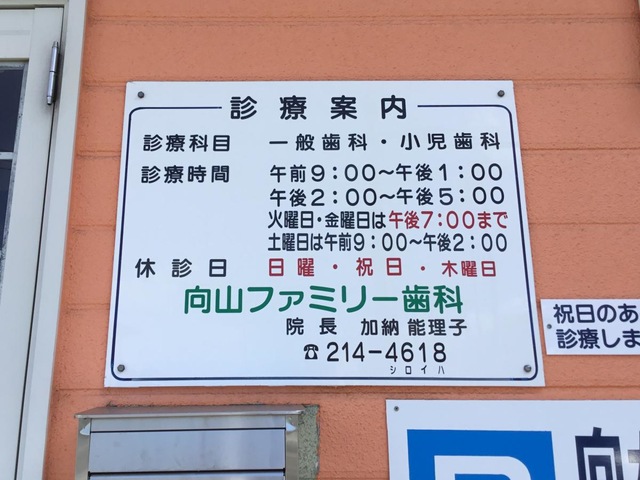 診療案内
診療科目 一般歯科・小児歯科
診療時間 午前9:00〜午後1:00
午後2:00〜午後5:00
火曜日・金曜日は午後7:00まで
土曜日は午前9:00〜午後2:00
休診日 日曜・祝日・木曜日
向山ファミリー歯科
院長 加納 能理子
☎214-4618
シロイハ
祝日のあ
診療しま
P 向